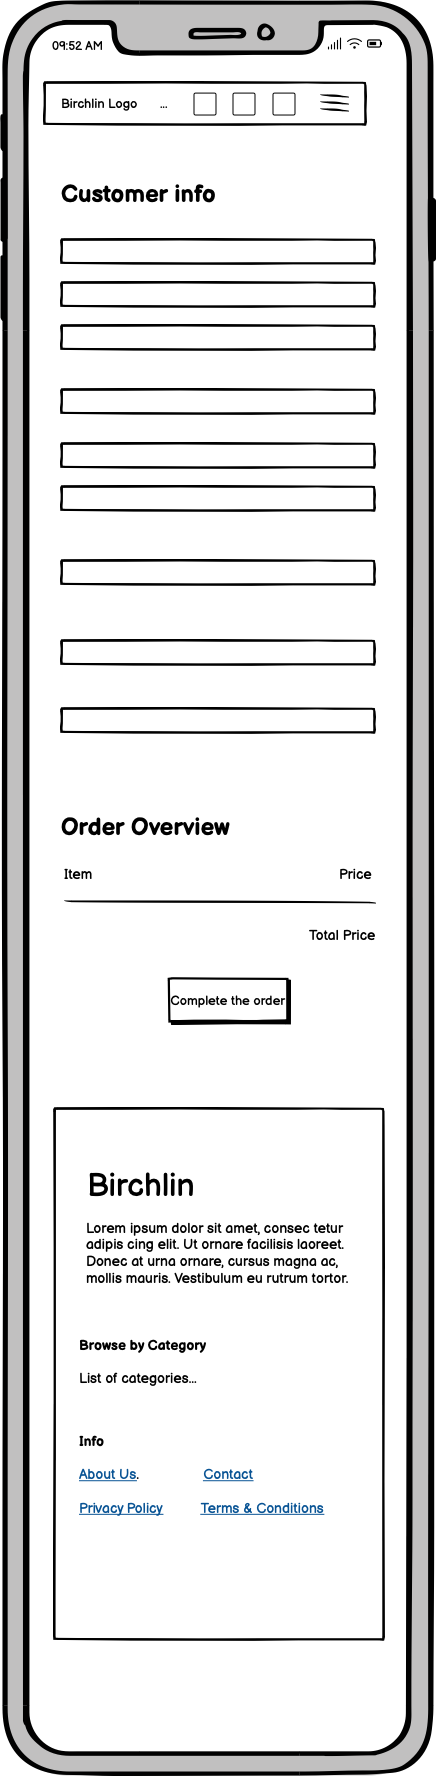 09:52 AM
Birchlin Logo ...
Customer info
Order Overview
Item Price
Total Price
Complete the order
Birchlin
Lorem ipsum dolor sit amet, consec tetur
adipis cing elit. Ut ornare facilisis laoreet.
Donec at urna ornare, cursus magna ac,
mollis mauris. Vestibulum eu rutrum tortor.
Browse by Category
List of categories...
Info
About Us. Contact
Privacy Policy Terms & Conditions